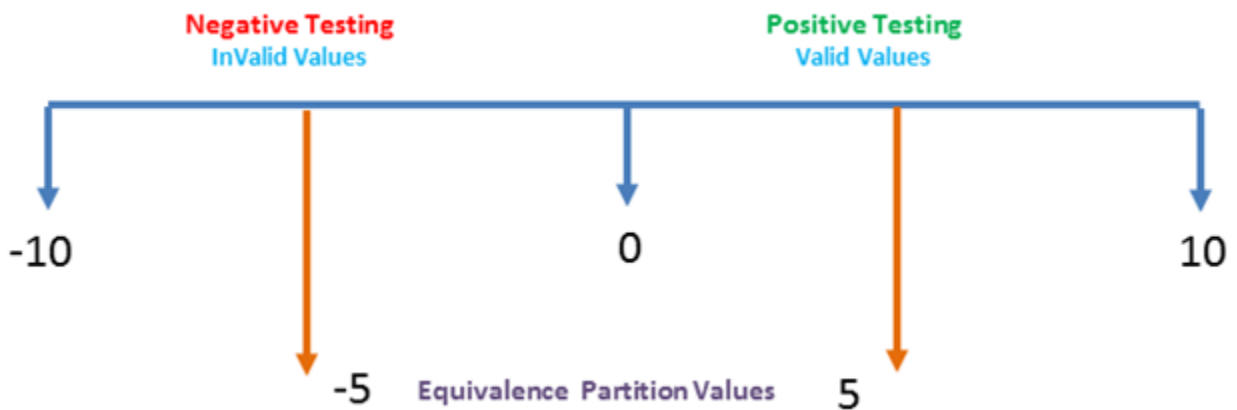 Negative Testing
InValid Values
Positive Testing
Valid Values
-10
0
10
-5
Equivalence Partition Values
5